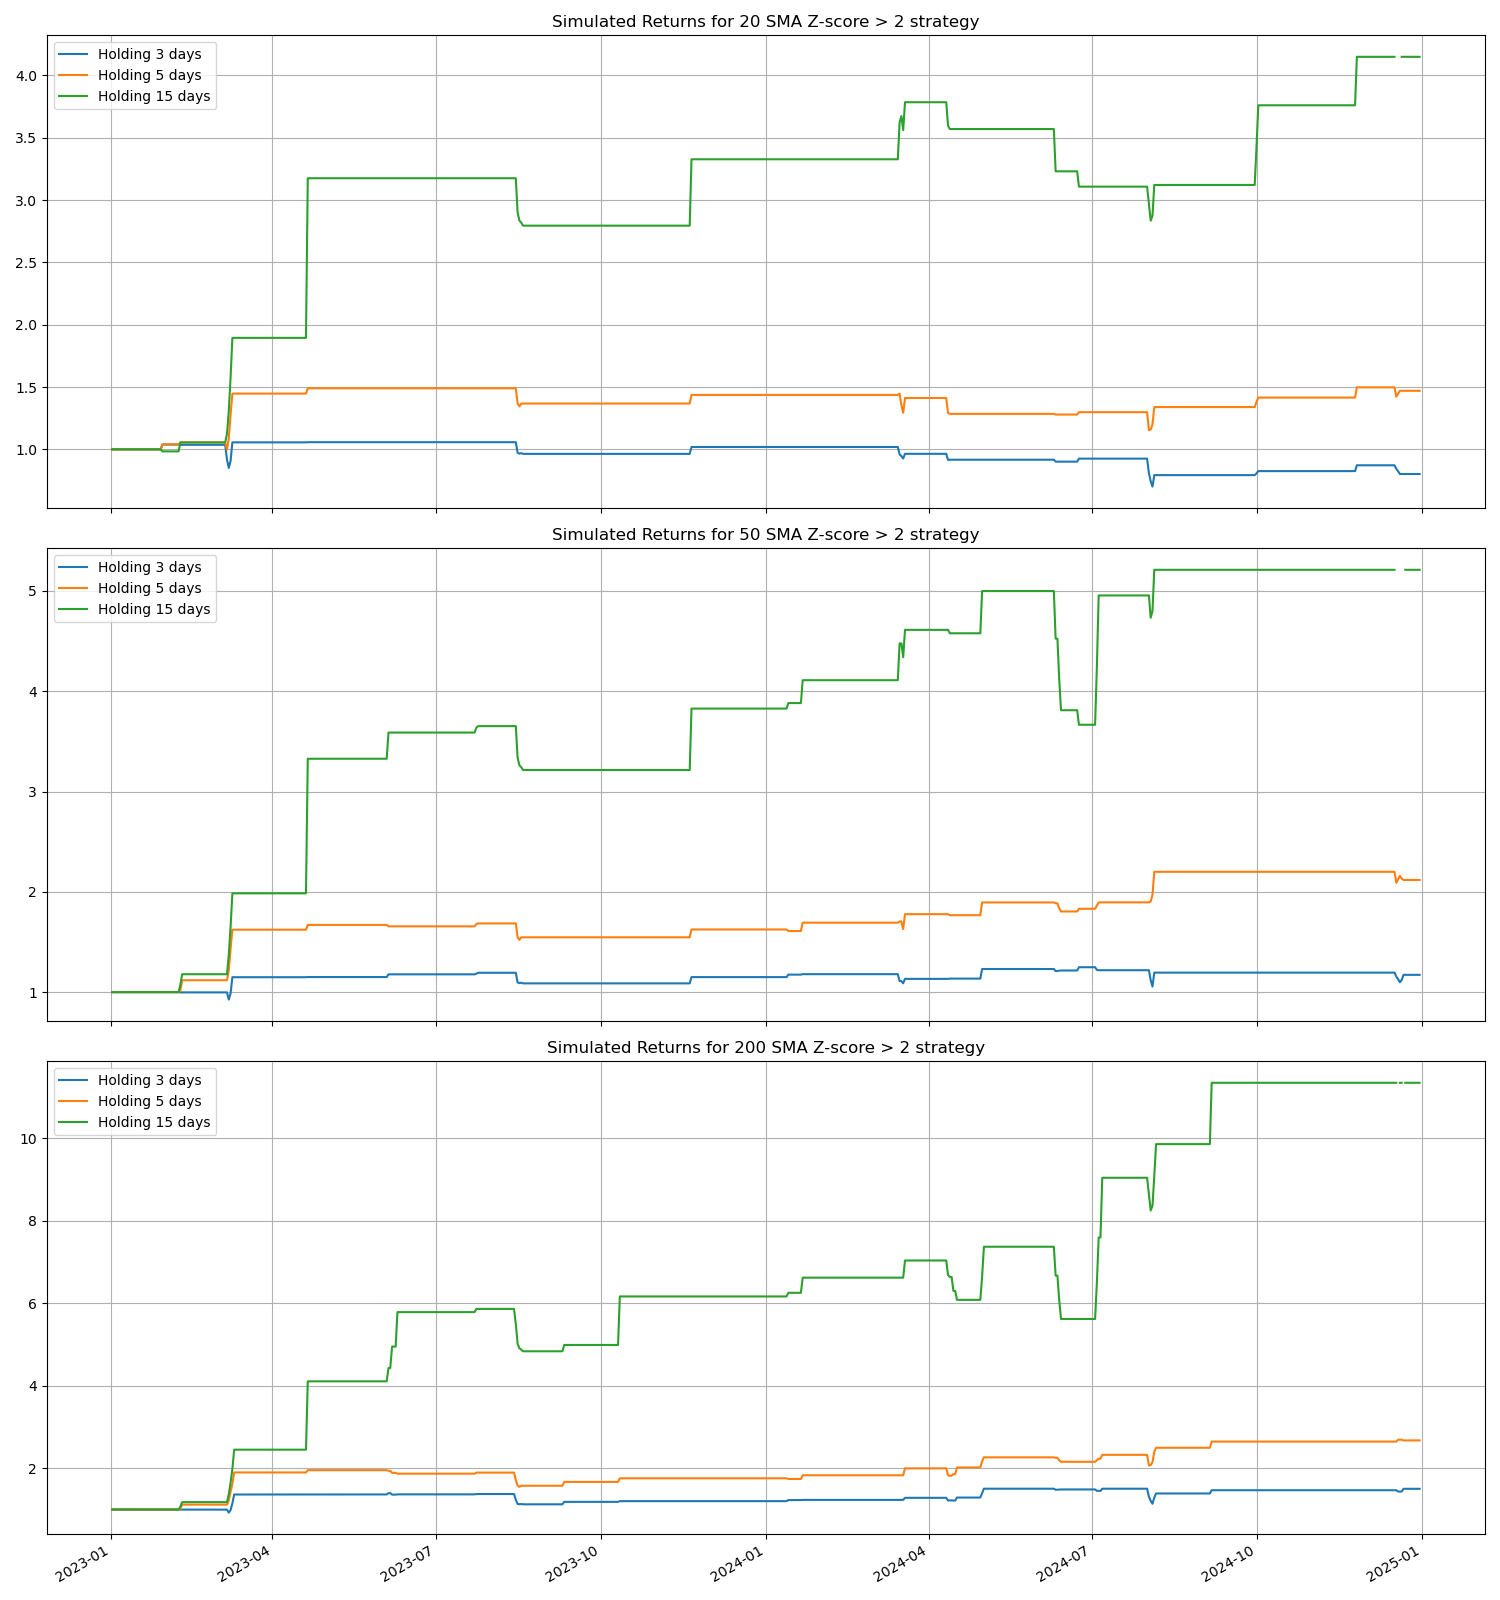 Simulated Returns for 20 SMA Z-score > 2 strategy
Holding 3 days
Holding 5 days
Holding 15 days
4.0
3.5
3.0
2.5
2.0
1.5
1.0
Simulated Returns for 50 SMA Z-score > 2 strategy
Holding 3 days
Holding 5 days
Holding 15 days
5
4
3
2
1
Simulated Returns for 200 SMA Z-score > 2 strategy
Holding 3 days
Holding 5 days
Holding 15 days
10
8
6
4
2
2023-01
2023-04
2023-07
2023-10
2024-01
2024-04
2024-07
2024-10
2025-01